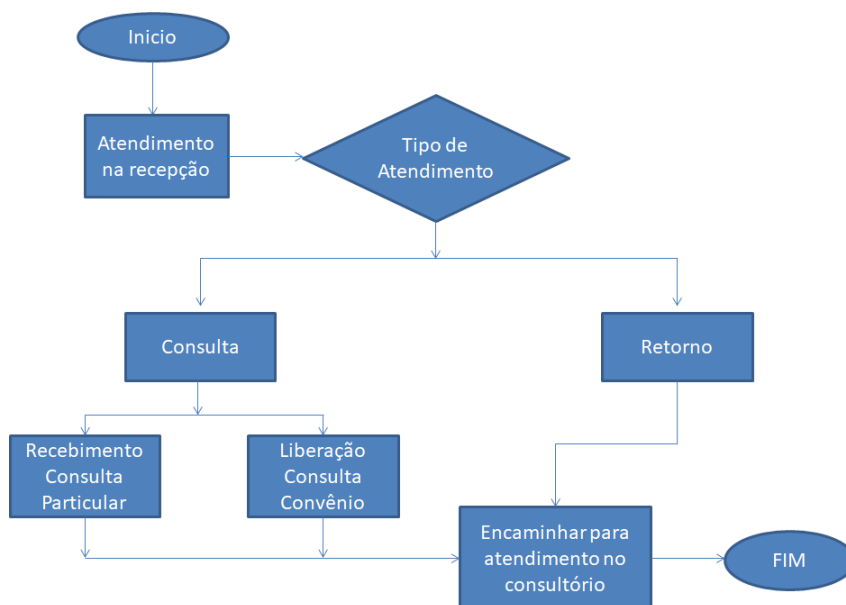 Inicio
Atendimento
na recepção
Tipo de
Atendimento
Consulta
Retorno
Recebimento
Consulta
Particular
Liberação
Consulta
Convênio
Encaminhar para
atendimento no
consultório
FIM